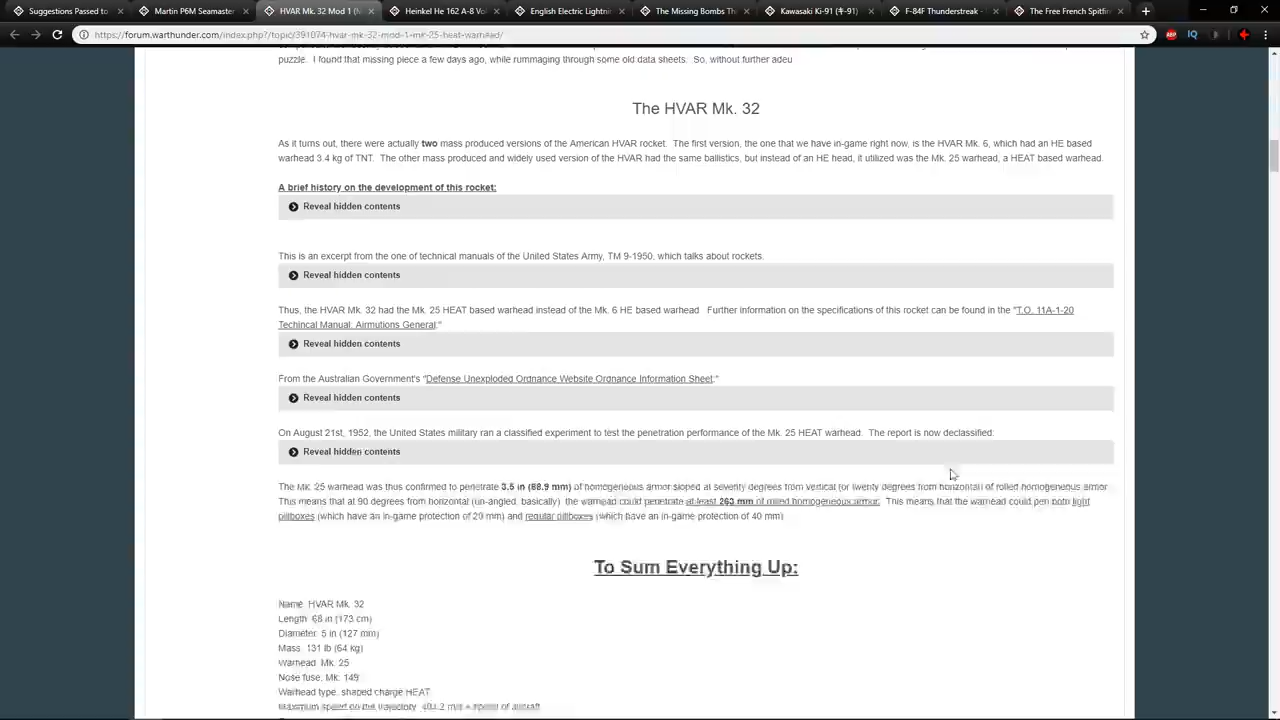 Suggestions Passed to
Martin P6M Seamaster
HVAR Mk. 32 Mod 1 (M
Heinkel He 162 A-8 Vo
English Electric Lightnin
The Missing Bombs Th
Kawasaki Ki-91 (キ-91)
F-84F Thunderstreak
The Free French Spitfir
https://forum.warthunder.com/index.php?/topic/391074-hvar-mk-32-mod-1-mk-25-heat-warhead/
puzzle. I found that missing piece a few days ago, while rummaging through some old data sheets. So, without further adeu
The HVAR Mk. 32
As it turns out, there were actually two mass produced versions of the American HVAR rocket. The first version, the one that we have in-game right now, is the HVAR Mk. 6, which had an HE based
warhead 3.4 kg of TNT. The other mass produced and widely used version of the HVAR had the same ballistics, but instead of an HE head, it utilized was the Mk. 25 warhead, a HEAT based warhead.
A brief history on the development of this rocket:
Reveal hidden contents
This is an excerpt from the one of technical manuals of the United States Army, TM 9-1950, which talks about rockets.
Reveal hidden contents
Thus, the HVAR Mk. 32 had the Mk. 25 HEAT based warhead instead of the Mk. 6 HE based warhead Further information on the specifications of this rocket can be found in the "T.O. 11A-1-20
Techincal Manual: Airmutions General:"
Reveal hidden contents
From the Australian Government's "Defense Unexploded Ordnance Website Ordnance Information Sheet:"
Reveal hidden contents
On August 21st, 1952, the United States military ran a classified experiment to test the penetration performance of the Mk. 25 HEAT warhead. The report is now declassified:
Reveal hidden contents
The Mk. 25 warhead was thus confirmed to penetrate 3.5 in (88.9 mm) of homogeneous armor sloped at seventy degrees from vertical (or twenty degrees from horizontal) of rolled homogeneous armor
This means that at 90 degrees from horizontal (un-angled, basically) the warhead could penetrate at least 263 mm of rolled homogeneous armor. This means that the warhead could pen both light
pillboxes (which have an in-game protection of 20 mm) and regular pillboxes (which have an in-game protection of 40 mm)
To Sum Everything Up:
Name: HVAR Mk. 32
Length: 68 in (173 cm)
Diameter: 5 in (127 mm)
Mass: 131 lb (64 kg)
Warhead: Mk. 25
Nose fuse, Mk. 149
Warhead type: shaped charge HEAT
Maximum speed on the trajectory: 404.2 m/s + speed of aircraft